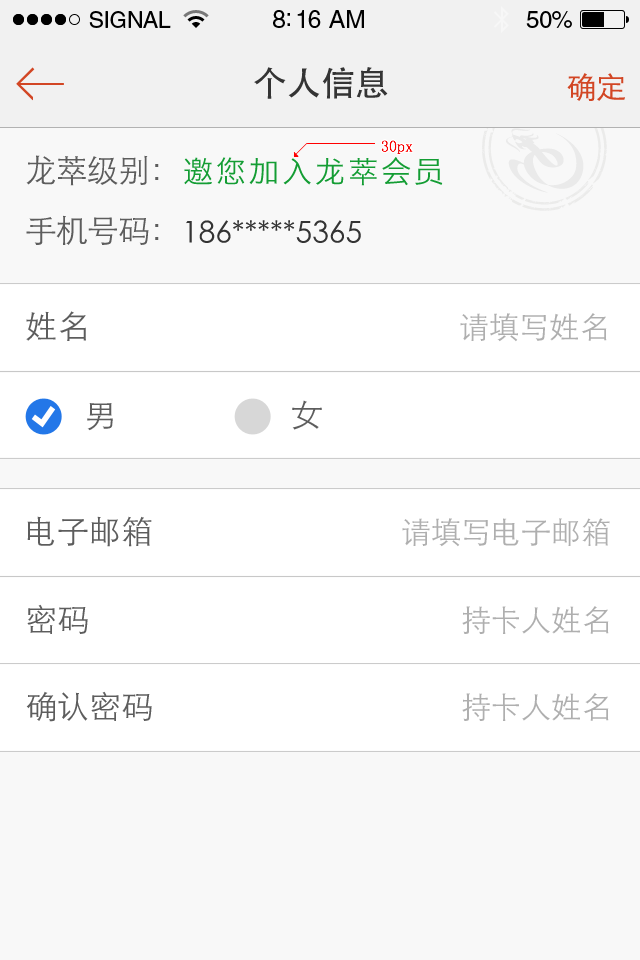 SIGNAL 8:16 AM 50%
个人信息 确定
30px
龙萃级别： 邀您加入龙萃会员
手机号码： 186*****5365
姓名 请填写姓名
男 女
电子邮箱 请填写电子邮箱
密码 持卡人姓名
确认密码 持卡人姓名